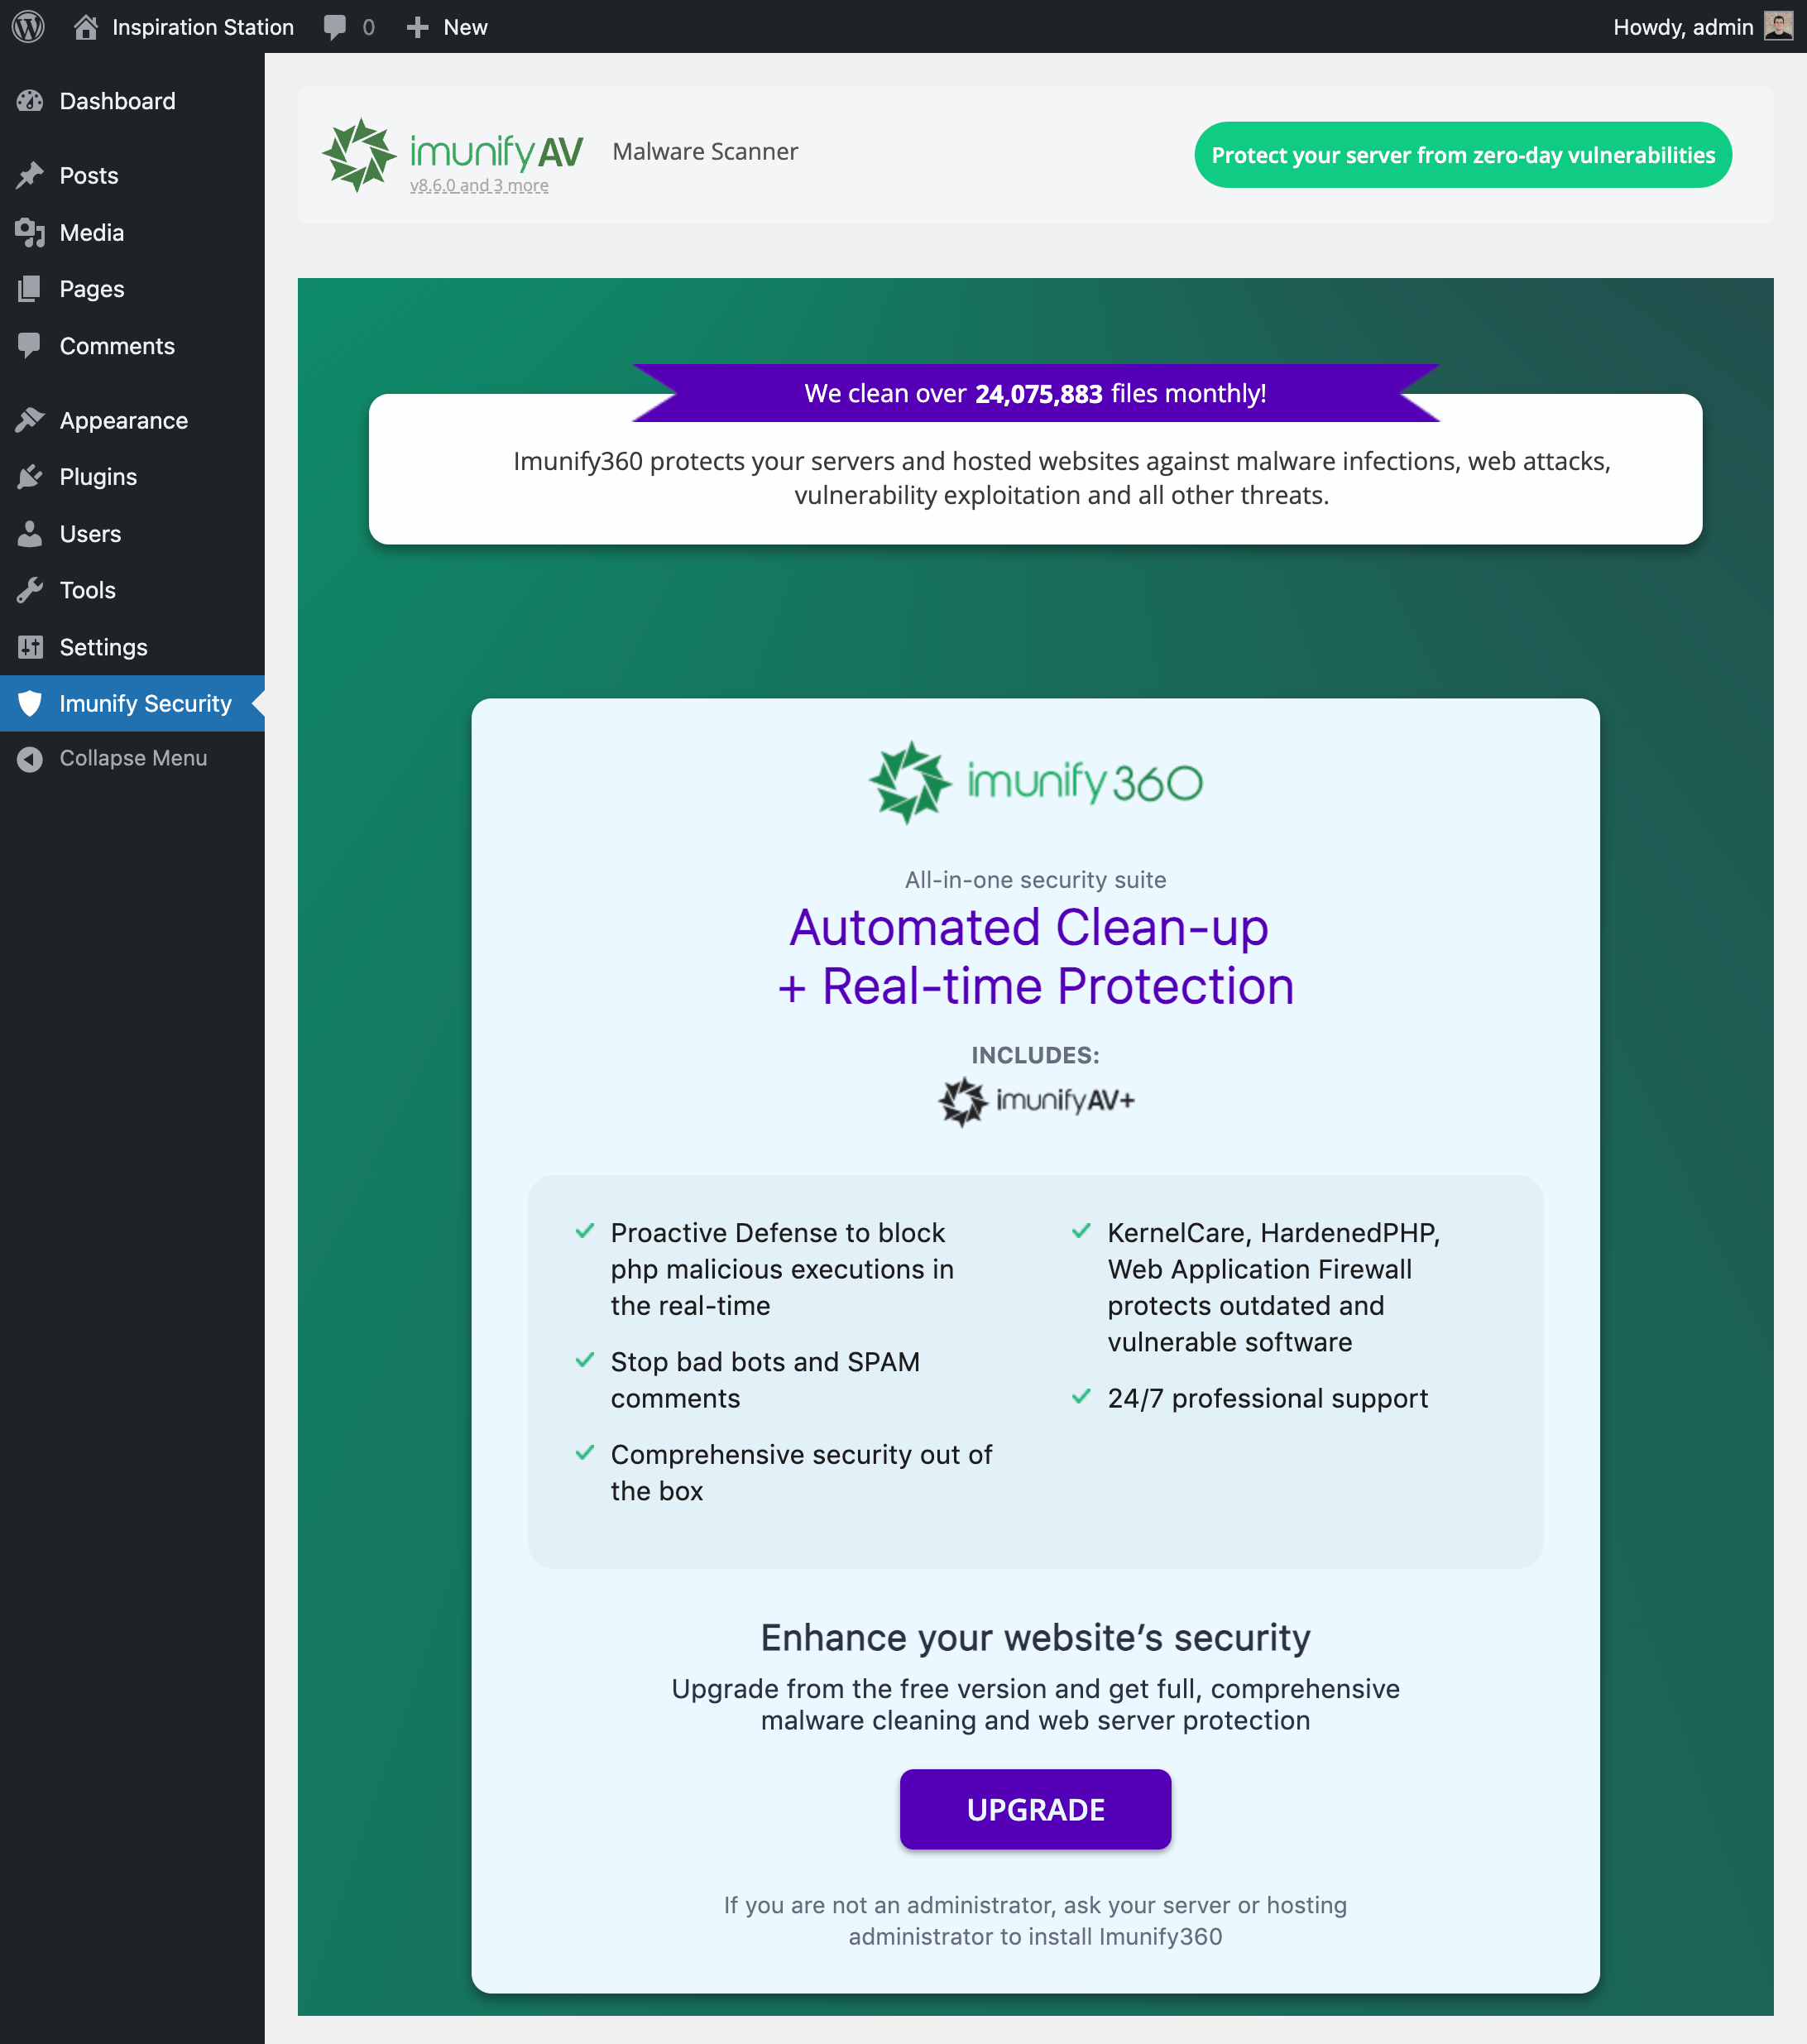 Inspiration Station
0
New
Howdy, admin
Dashboard
Posts
Media
Pages
Comments
Appearance
Plugins
Users
Tools
Settings
Imunify Security
Collapse Menu
imunifyAV
v8.6.0 and 3 more
Malware Scanner
Protect your server from zero-day vulnerabilities
We clean over 24,075,883 files monthly!
Imunify360 protects your servers and hosted websites against malware infections, web attacks,
vulnerability exploitation and all other threats.
imunify360
All-in-one security suite
Automated Clean-up
+ Real-time Protection
INCLUDES:
imunifyAV+
Proactive Defense to block
php malicious executions in
the real-time
Stop bad bots and SPAM
comments
Comprehensive security out of
the box
KernelCare, HardenedPHP,
Web Application Firewall
protects outdated and
vulnerable software
24/7 professional support
Enhance your website’s security
Upgrade from the free version and get full, comprehensive
malware cleaning and web server protection
UPGRADE
If you are not an administrator, ask your server or hosting
administrator to install Imunify360